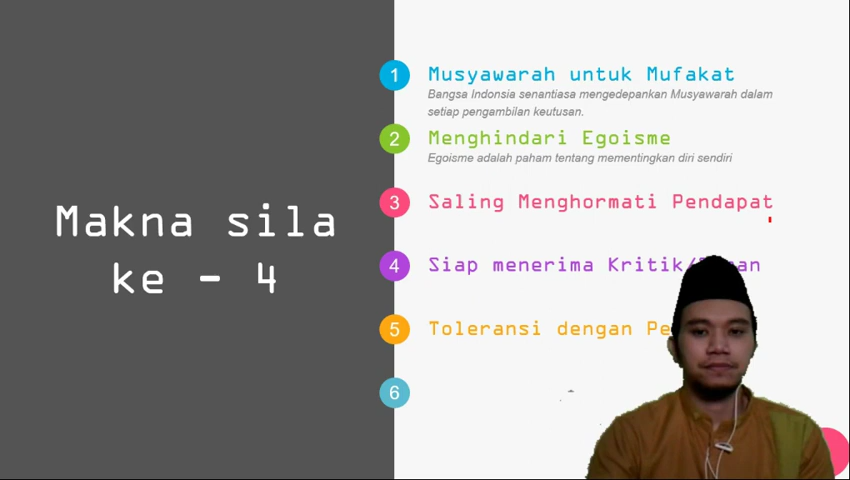 Makna sila
ke - 4
1
Musyawarah untuk Mufakat
Bangsa Indonsia senantiasa mengedepankan Musyawarah dalam
setiap pengambilan keutusan.
2
Menghindari Egoisme
Egoisme adalah paham tentang mementingkan diri sendiri
3
Saling Menghormati Pendapat
4
Siap menerima Kritik/
5
Toleransi dengan
6